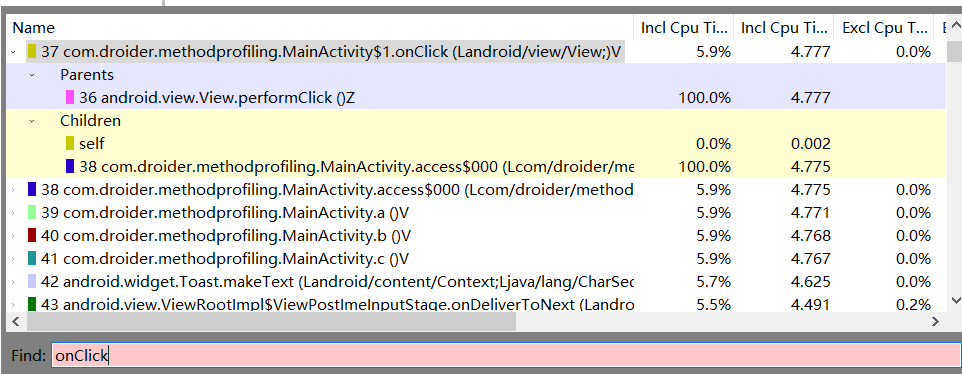 Name Incl Cpu Ti... Incl Cpu Ti... Excl Cpu T... E
37 com.droider.methodprofiling.MainActivity$1.onClick (Landroid/view/View;)V 5.9% 4.777 0.0%
Parents
36 android.view.View.performClick ()Z 100.0% 4.777
Children
self 0.0% 0.002
38 com.droider.methodprofiling.MainActivity.access$000 (Lcom/droider/me 100.0% 4.775
38 com.droider.methodprofiling.MainActivity.access$000 (Lcom/droider/method 5.9% 4.775 0.0%
39 com.droider.methodprofiling.MainActivity.a ()V 5.9% 4.771 0.0%
40 com.droider.methodprofiling.MainActivity.b ()V 5.9% 4.768 0.0%
41 com.droider.methodprofiling.MainActivity.c ()V 5.9% 4.767 0.0%
42 android.widget.Toast.makeText (Landroid/content/Context;Ljava/lang/CharSec 5.7% 4.625 0.0%
43 android.view.ViewRootImpl$ViewPostImeInputStage.onDeliverToNext (Landro 5.5% 4.491 0.2%
Find: onClick